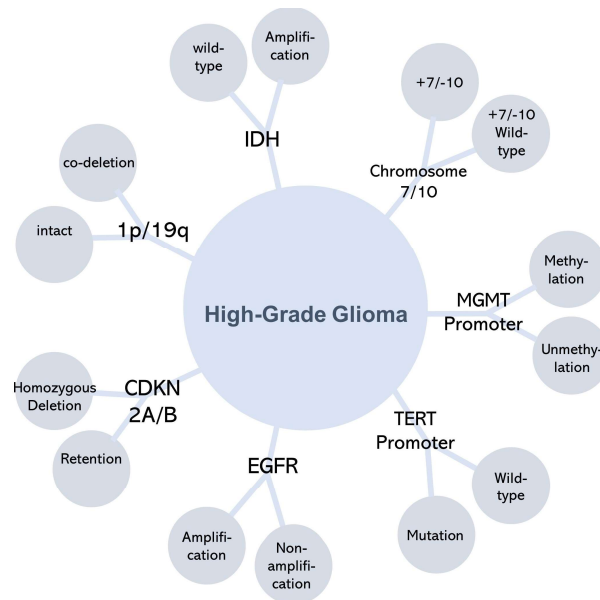 wild-
type
Amplifi-
cation
IDH
+7/-10
+7/-10
Wild-
type
Chromosome
7/10
co-deletion
intact
1p/19q
High-Grade Glioma
MGMT
Promoter
Methy-
lation
Unmethy-
lation
Homozygous
Deletion
CDKN
2A/B
Retention
TERT
Promoter
Wild-
type
Mutation
EGFR
Amplifi-
cation
Non-
amplifi-
cation